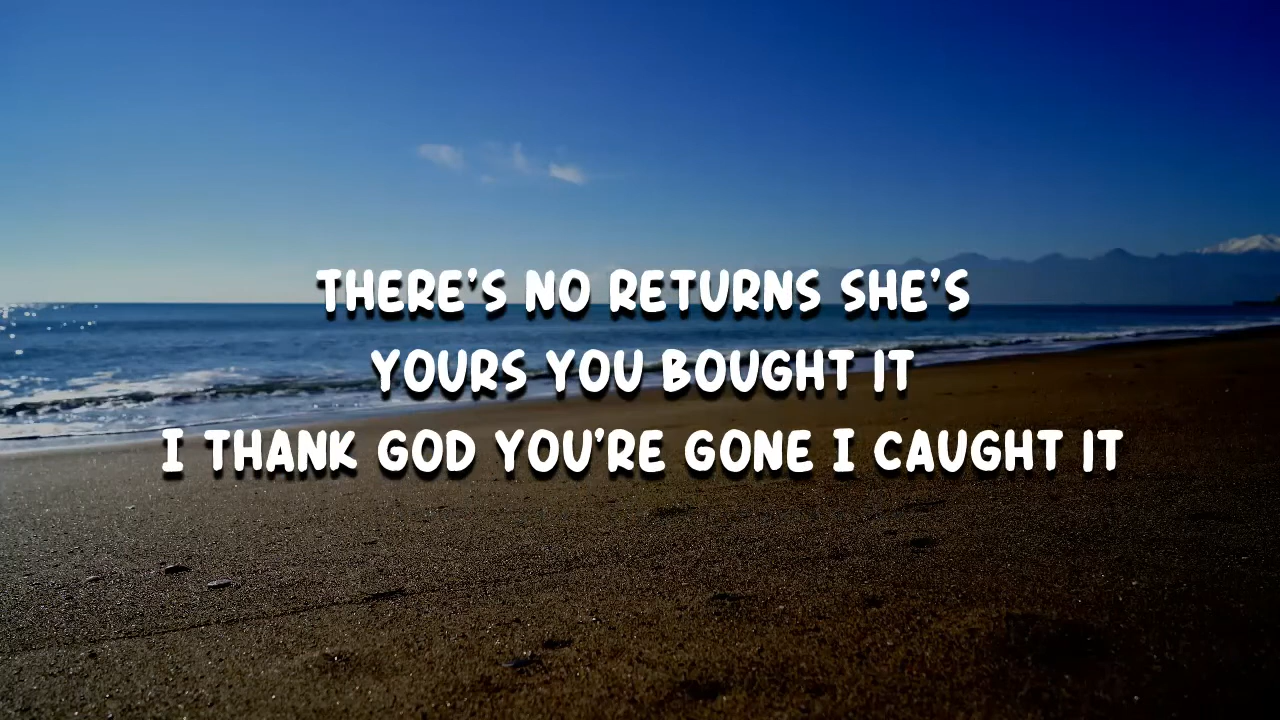 THERE'S NO RETURNS SHE'S
YOURS YOU BOUGHT IT
I THANK GOD YOU'RE GONE I CAUGHT IT